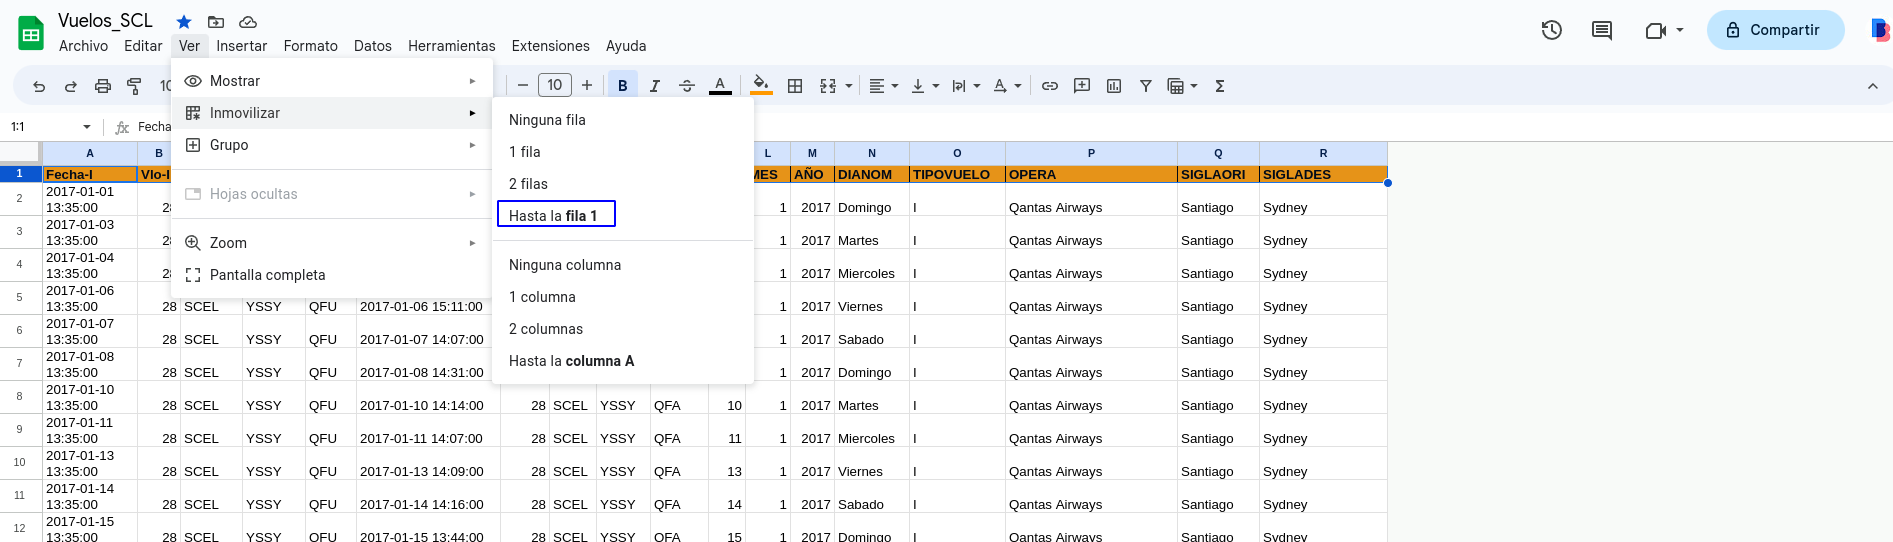 Vuelos_SCL
Archivo Editar Ver Insertar Formato Datos Herramientas Extensiones Ayuda
Compartir
10 B I A Σ
1:1 fx Fecha
Mostrar
Inmovilizar
Grupo
Hojas ocultas
Zoom
Pantalla completa
Ninguna fila
1 fila
2 filas
Hasta la fila 1
Ninguna columna
1 columna
2 columnas
Hasta la columna A
A B L M N O P Q R
1 Fecha-I Vlo-I MES AÑO DIANOM TIPOVUELO OPERA SIGLAORI SIGLADES
2 2017-01-01 13:35:00 28 1 2017 Domingo I Qantas Airways Santiago Sydney
3 2017-01-03 13:35:00 28 1 2017 Martes I Qantas Airways Santiago Sydney
4 2017-01-04 13:35:00 28 1 2017 Miercoles I Qantas Airways Santiago Sydney
5 2017-01-06 13:35:00 28 SCEL YSSY QFU 2017-01-06 15:11:00 1 2017 Viernes I Qantas Airways Santiago Sydney
6 2017-01-07 13:35:00 28 SCEL YSSY QFU 2017-01-07 14:07:00 1 2017 Sabado I Qantas Airways Santiago Sydney
7 2017-01-08 13:35:00 28 SCEL YSSY QFU 2017-01-08 14:31:00 1 2017 Domingo I Qantas Airways Santiago Sydney
8 2017-01-10 13:35:00 28 SCEL YSSY QFU 2017-01-10 14:14:00 28 SCEL YSSY QFA 10 1 2017 Martes I Qantas Airways Santiago Sydney
9 2017-01-11 13:35:00 28 SCEL YSSY QFU 2017-01-11 14:07:00 28 SCEL YSSY QFA 11 1 2017 Miercoles I Qantas Airways Santiago Sydney
10 2017-01-13 13:35:00 28 SCEL YSSY QFU 2017-01-13 14:09:00 28 SCEL YSSY QFA 13 1 2017 Viernes I Qantas Airways Santiago Sydney
11 2017-01-14 13:35:00 28 SCEL YSSY QFU 2017-01-14 14:16:00 28 SCEL YSSY QFA 14 1 2017 Sabado I Qantas Airways Santiago Sydney
12 2017-01-15 13:35:00 28 SCEL YSSY QFU 2017-01-15 13:44:00 28 SCEL YSSY QFA 15 1 2017 Domingo I Qantas Airways Santiago Sydney